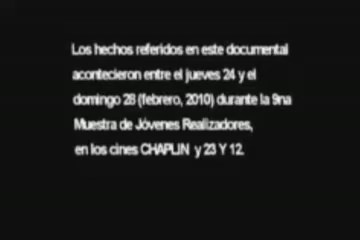 Los hechos referidos en este documental
acontecieron entre el jueves 24 y el
domingo 28 (febrero, 2010) durante la 9na
Muestra de Jóvenes Realizadores,
en los cines CHAPLIN y 23 Y 12.